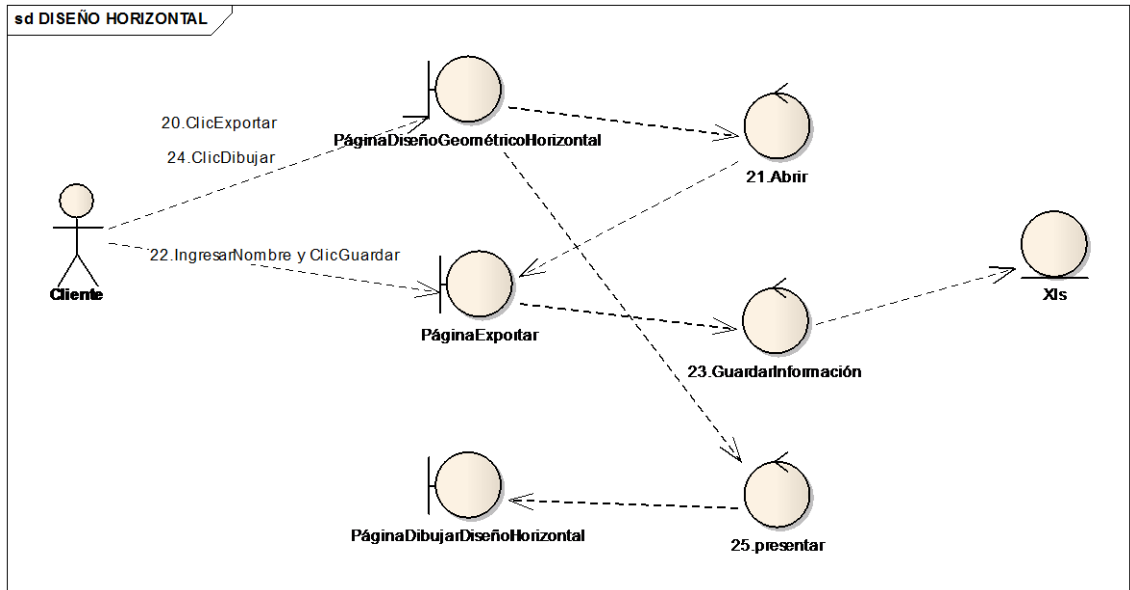 sd DISEÑO HORIZONTAL
20.ClicExportar
24.ClicDibujar
PáginaDiseñoGeométricoHorizontal
21.Abrir
22.IngresarNombre y ClicGuardar
Cliente
Xls
PáginaExportar
23.GuardarInformación
PáginaDibujarDiseñoHorizontal
25.presentar